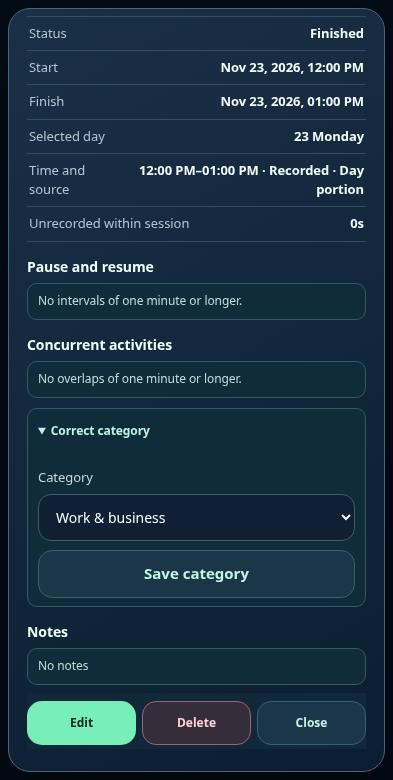 Status Finished
Start Nov 23, 2026, 12:00 PM
Finish Nov 23, 2026, 01:00 PM
Selected day 23 Monday
Time and 12:00 PM–01:00 PM · Recorded · Day
source portion
Unrecorded within session 0s
Pause and resume
No intervals of one minute or longer.
Concurrent activities
No overlaps of one minute or longer.
▼ Correct category
Category
Work & business
Save category
Notes
No notes
Edit Delete Close